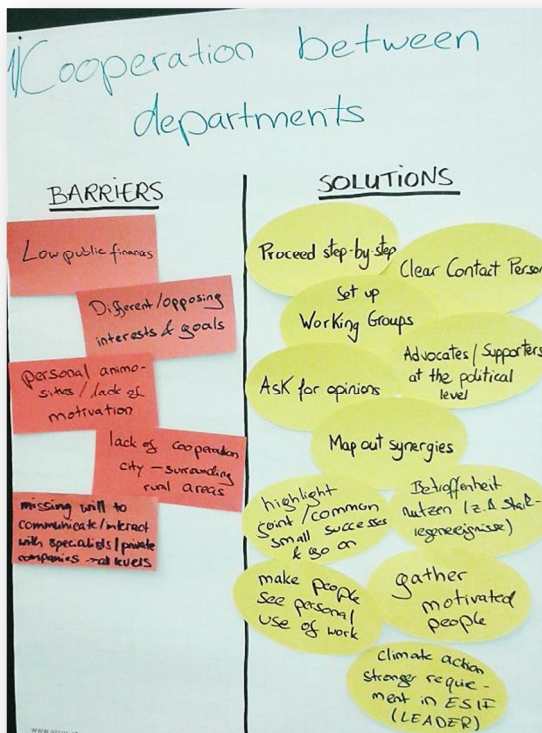 Cooperation between
departments
BARRIERS
Low public finances
Different/opposing
interests & goals
personal animo-
sities / lack of
motivation
lack of cooperation
city – surrounding
rural areas
missing will to
communicate/interact
with specialists/private
companies → all levels
SOLUTIONS
Proceed step-by-step
Clear Contact Person
Set up
Working Groups
Advocates/Supporters
at the political
level
Ask for opinions
Map out synergies
highlight
joint/common
small successes
& go on
Betroffenheit
nutzen (z.B. Stark-
regenereignisse)
make people
see personal
use of work
gather
motivated
people
climate action
stronger require-
ment in ESIF
(LEADER)